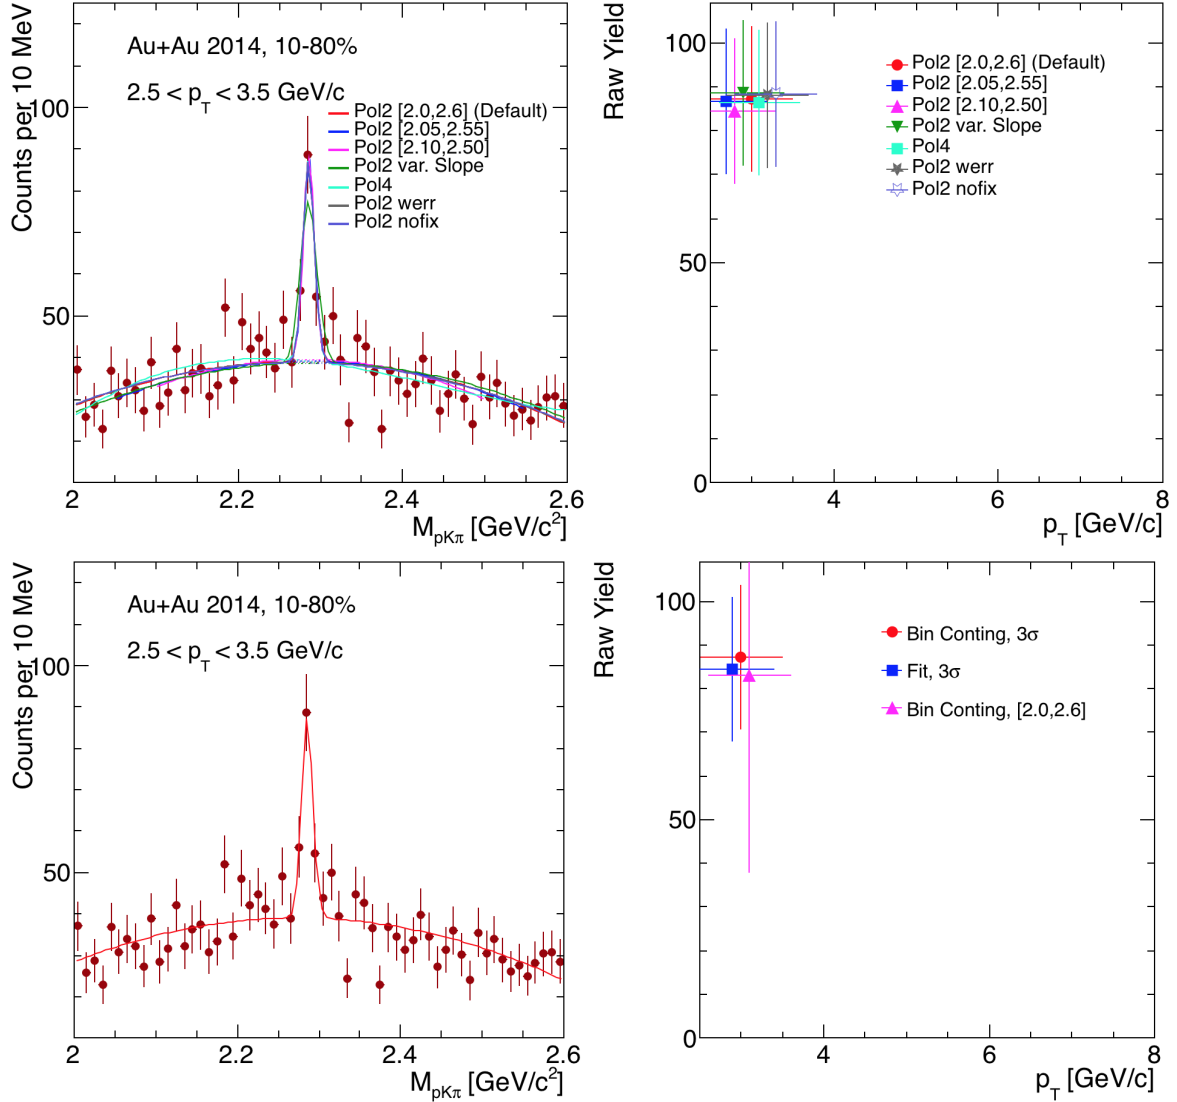 Counts per 10 MeV
Au+Au 2014, 10-80%
2.5 < p_T < 3.5 GeV/c
Pol2 [2.0,2.6] (Default)
Pol2 [2.05,2.55]
Pol2 [2.10,2.50]
Pol2 var. Slope
Pol4
Pol2 werr
Pol2 nofix
100
50
2 2.2 2.4 2.6
M_pKπ [GeV/c²]
Raw Yield
Pol2 [2.0,2.6] (Default)
Pol2 [2.05,2.55]
Pol2 [2.10,2.50]
Pol2 var. Slope
Pol4
Pol2 werr
Pol2 nofix
100
50
0
4 6 8
p_T [GeV/c]
Counts per 10 MeV
Au+Au 2014, 10-80%
2.5 < p_T < 3.5 GeV/c
100
50
2 2.2 2.4 2.6
M_pKπ [GeV/c²]
Raw Yield
Bin Conting, 3σ
Fit, 3σ
Bin Conting, [2.0,2.6]
100
50
0
4 6 8
p_T [GeV/c]